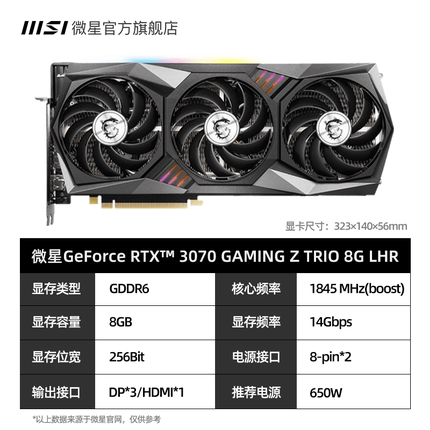 msi 微星官方旗舰店
显卡尺寸：323×140×56mm
微星GeForce RTX™ 3070 GAMING Z TRIO 8G LHR
显存类型 GDDR6 核心频率 1845 MHz(boost)
显存容量 8GB 显存频率 14Gbps
显存位宽 256Bit 电源接口 8-pin*2
输出接口 DP*3/HDMI*1 推荐电源 650W
*以上数据来源于微星官网，仅供参考